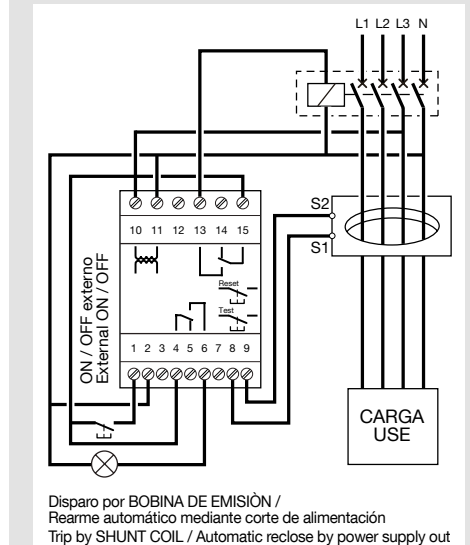 L1 L2 L3 N
S2
S1
10 11 12 13 14 15
ON / OFF externo
External ON / OFF
Reset
Test
1 2 3 4 5 6 7 8 9
CARGA
USE
Disparo por BOBINA DE EMISIÒN /
Rearme automático mediante corte de alimentación
Trip by SHUNT COIL / Automatic reclose by power supply out